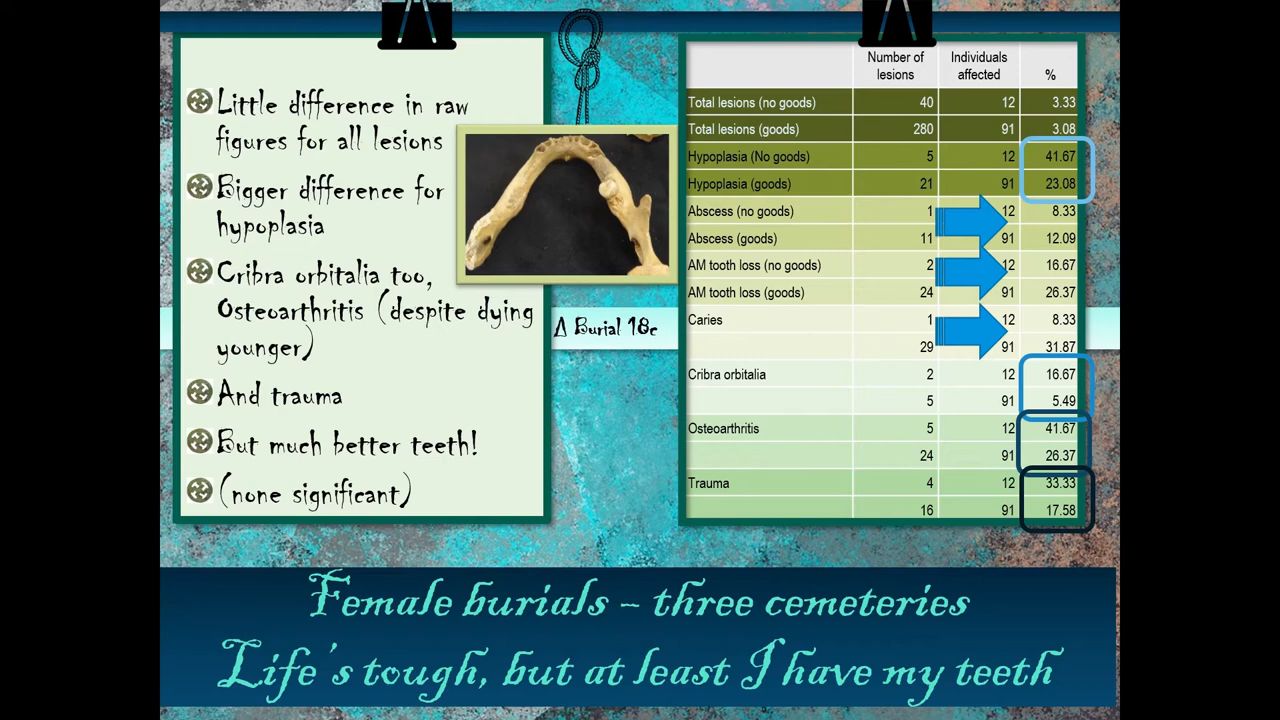 Little difference in raw
figures for all lesions
Bigger difference for
hypoplasia
Cribra orbitalia too,
Osteoarthritis (despite dying
younger)
And trauma
But much better teeth!
(none significant)
Δ Burial 18c
Number of lesions Individuals affected %
Total lesions (no goods) 40 12 3.33
Total lesions (goods) 280 91 3.08
Hypoplasia (No goods) 5 12 41.67
Hypoplasia (goods) 21 91 23.08
Abscess (no goods) 1 12 8.33
Abscess (goods) 11 91 12.09
AM tooth loss (no goods) 2 12 16.67
AM tooth loss (goods) 24 91 26.37
Caries 1 12 8.33
29 91 31.87
Cribra orbitalia 2 12 16.67
5 91 5.49
Osteoarthritis 5 12 41.67
24 91 26.37
Trauma 4 12 33.33
16 91 17.58
Female burials – three cemeteries
Life's tough, but at least I have my teeth